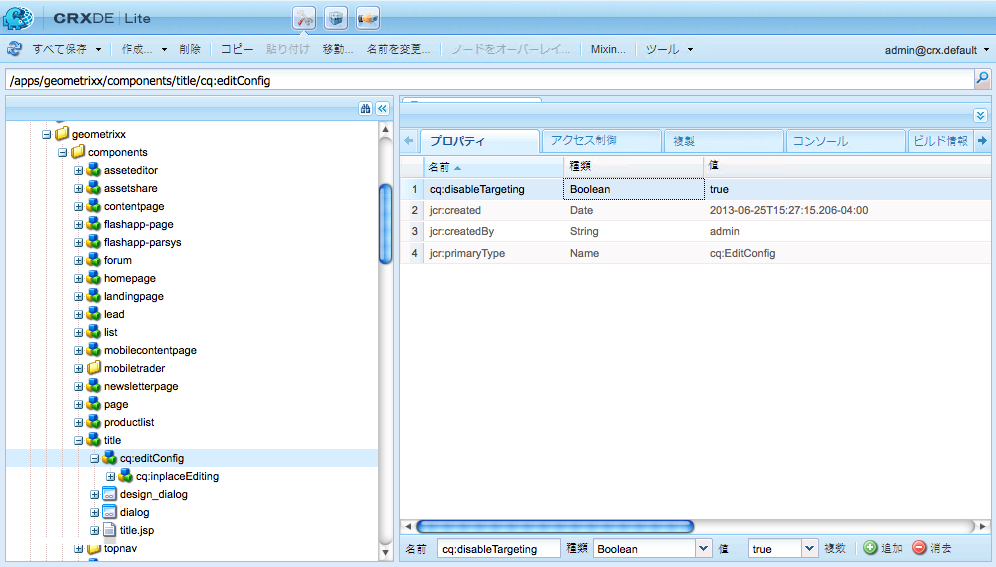 CRXDE | Lite
すべて保存 作成... 削除 コピー 貼り付け 移動... 名前を変更... ノードをオーバーレイ... Mixin... ツール admin@crx.default
/apps/geometrixx/components/title/cq:editConfig
geometrixx
components
asseteditor
assetshare
contentpage
flashapp-page
flashapp-parsys
forum
homepage
landingpage
lead
list
mobilecontentpage
mobiletrader
newsletterpage
page
productlist
title
cq:editConfig
cq:inplaceEditing
design_dialog
dialog
title.jsp
topnav
プロパティ アクセス制御 複製 コンソール ビルド情報
名前 種類 値
1 cq:disableTargeting Boolean true
2 jcr:created Date 2013-06-25T15:27:15.206-04:00
3 jcr:createdBy String admin
4 jcr:primaryType Name cq:EditConfig
名前 cq:disableTargeting 種類 Boolean 値 true 複数 追加 消去